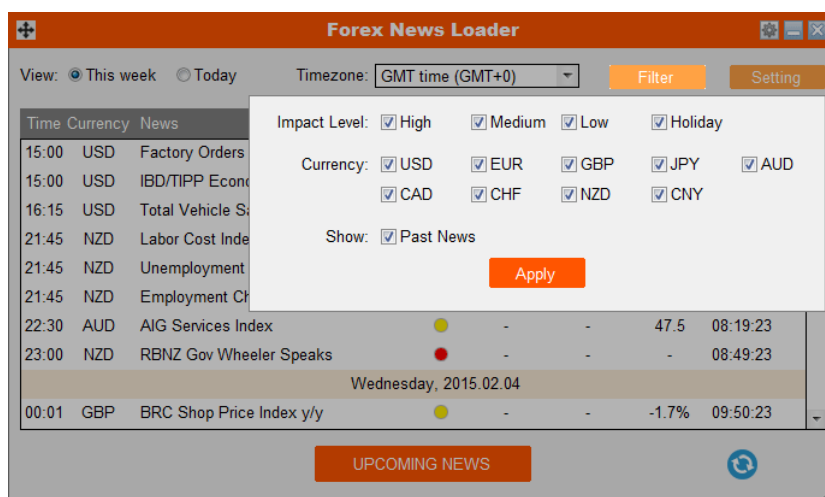 Forex News Loader
View: This week Today Timezone: GMT time (GMT+0) Filter Setting
Time Currency News
Impact Level: High Medium Low Holiday
Currency: USD EUR GBP JPY AUD
CAD CHF NZD CNY
Show: Past News
Apply
15:00 USD Factory Orders
15:00 USD IBD/TIPP
16:15 USD Total Vehicle
21:45 NZD Labor Cost
21:45 NZD Unemployment
21:45 NZD Employment
22:30 AUD AIG Services Index - - 47.5 08:19:23
23:00 NZD RBNZ Gov Wheeler Speaks - - - 08:49:23
Wednesday, 2015.02.04
00:01 GBP BRC Shop Price Index y/y - - -1.7% 09:50:23
UPCOMING NEWS